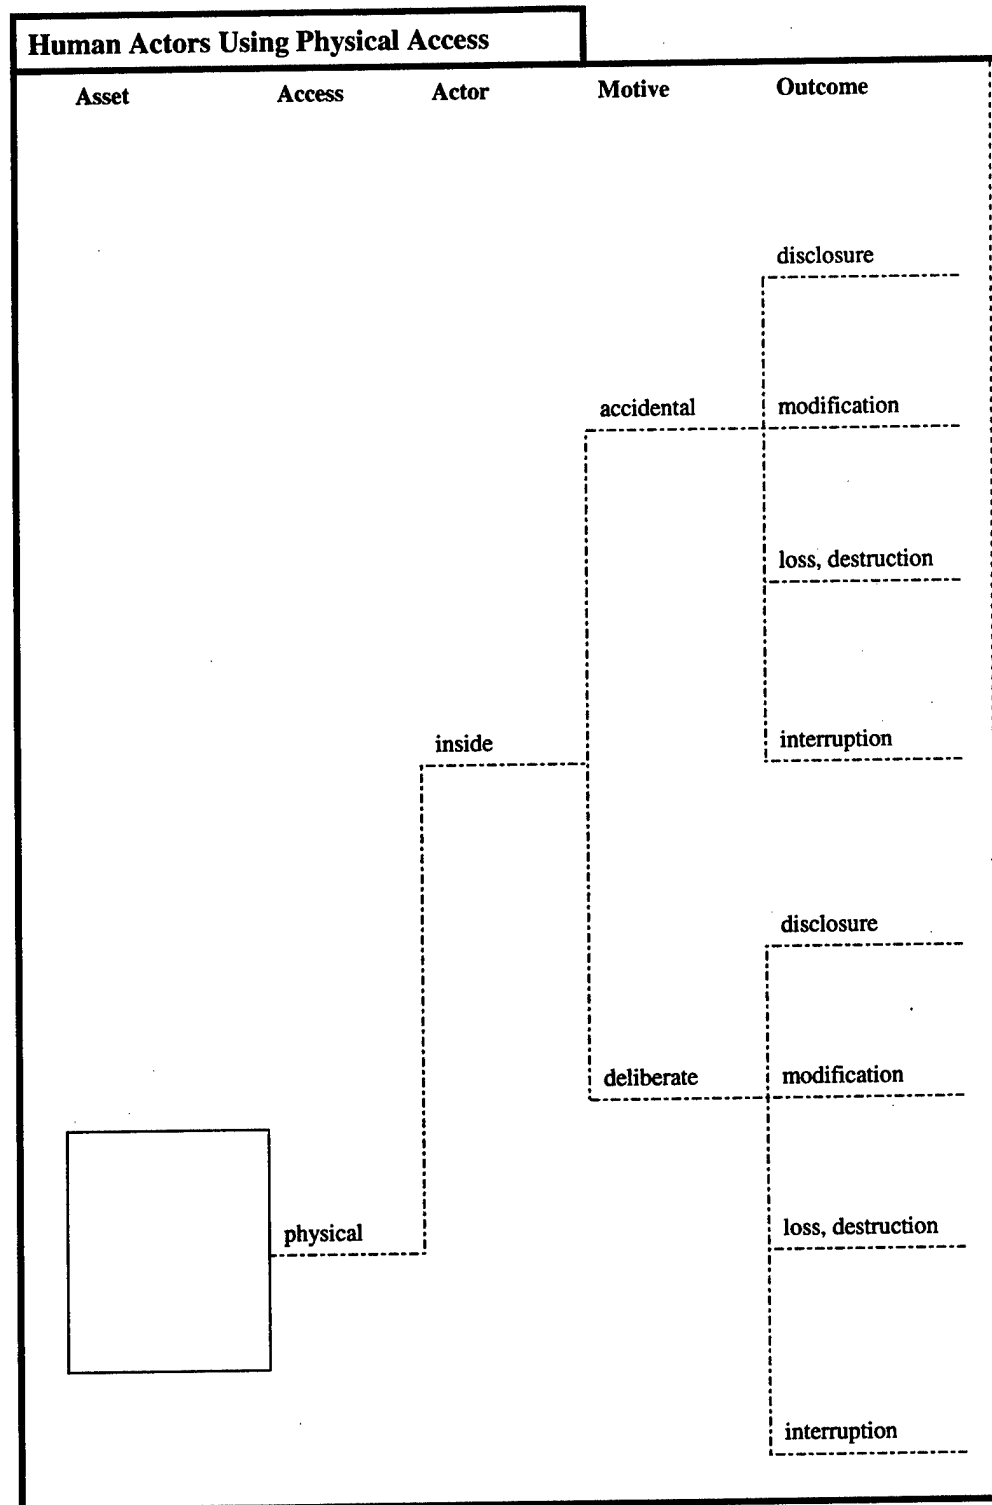 Human Actors Using Physical Access
Asset Access Actor Motive Outcome
disclosure
accidental modification
loss, destruction
inside interruption
disclosure
deliberate modification
physical loss, destruction
interruption